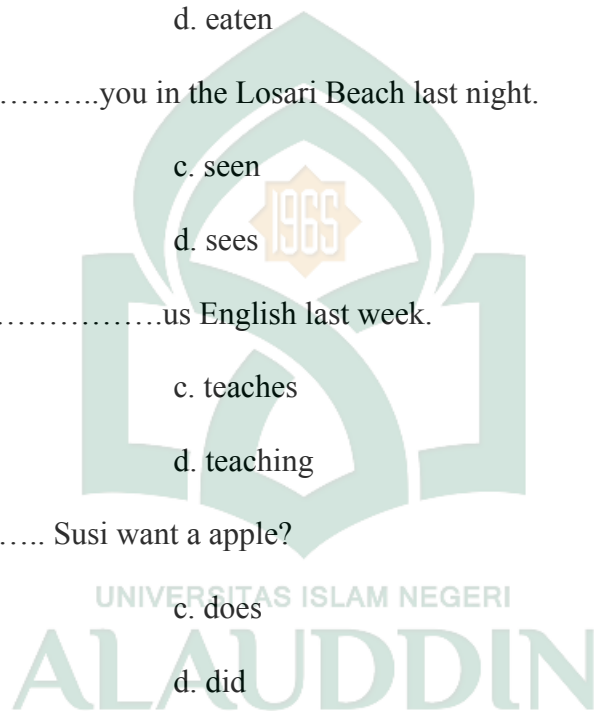 d. eaten
………..you in the Losari Beach last night.
c. seen
d. sees
1965
…………….us English last week.
c. teaches
d. teaching
….. Susi want a apple?
UNIVERSITAS ISLAM NEGERI
c. does
ALAUDDIN
d. did